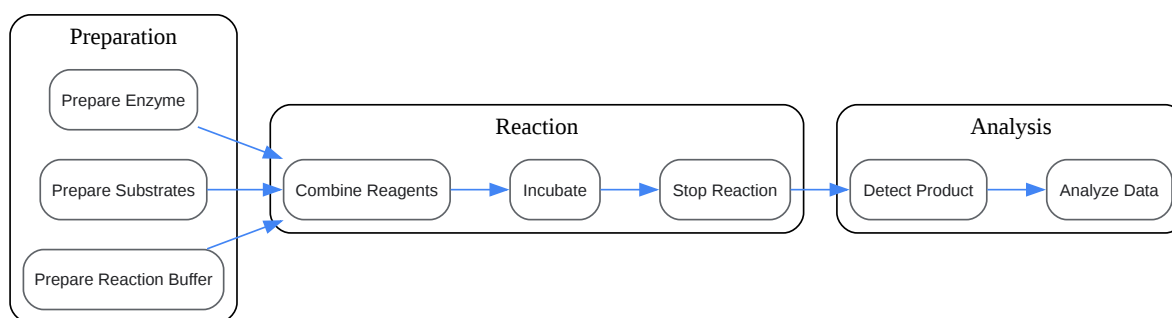 Preparation
Prepare Enzyme
Prepare Substrates
Prepare Reaction Buffer
Reaction
Combine Reagents
Incubate
Stop Reaction
Analysis
Detect Product
Analyze Data